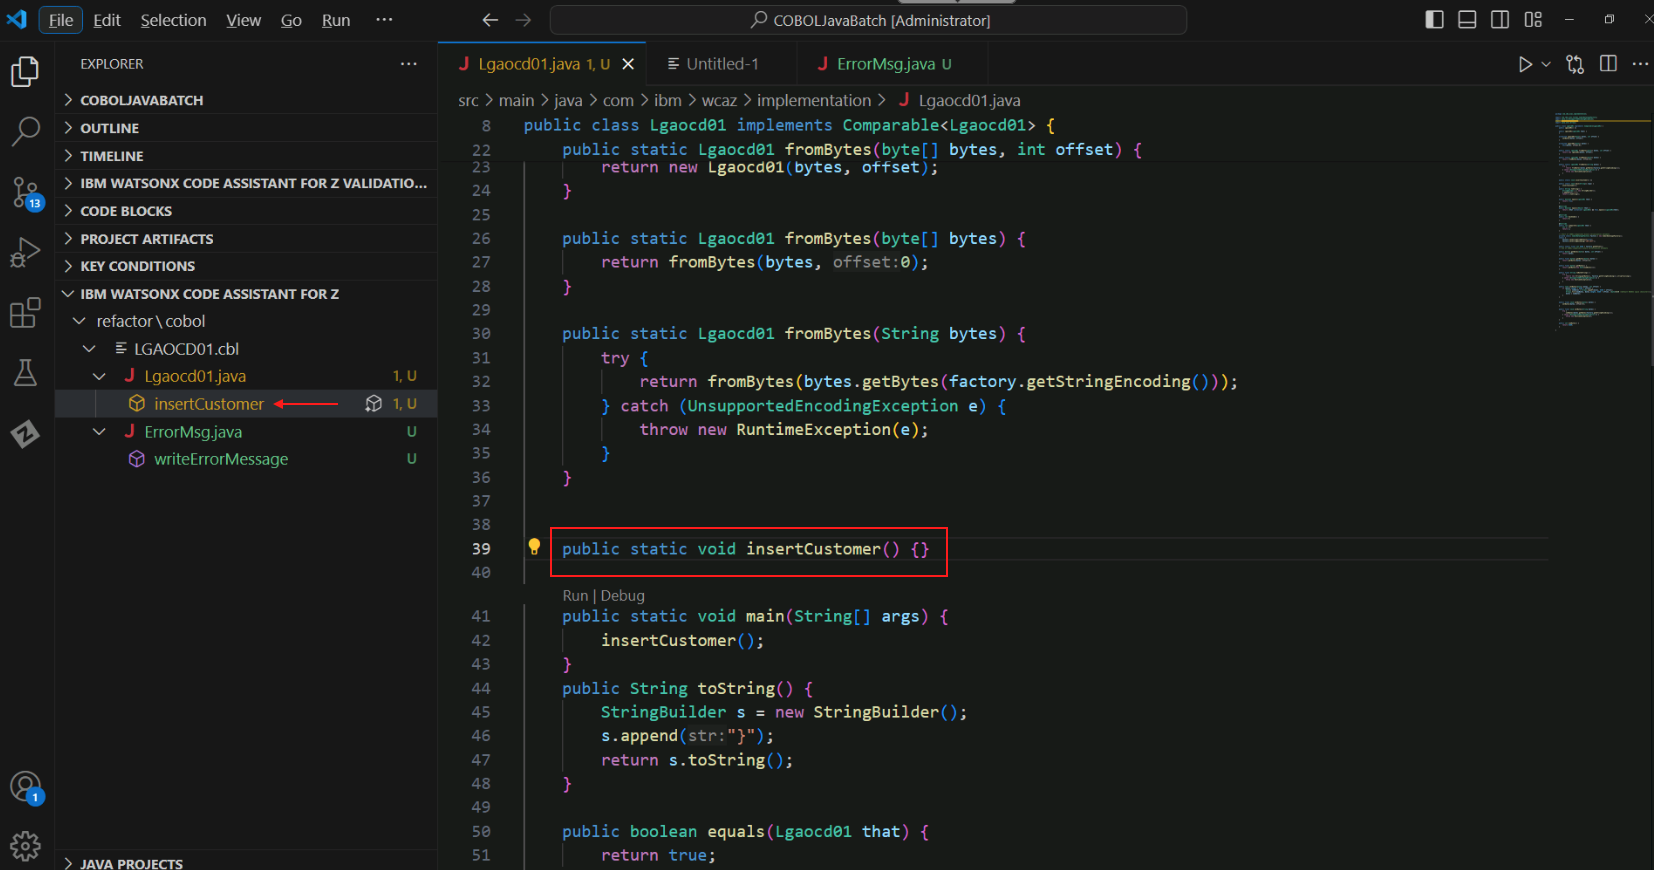 File Edit Selection View Go Run ···
COBOLJavaBatch [Administrator]
EXPLORER ···
COBOLJAVABATCH
OUTLINE
TIMELINE
IBM WATSONX CODE ASSISTANT FOR Z VALIDATIO...
CODE BLOCKS
PROJECT ARTIFACTS
KEY CONDITIONS
IBM WATSONX CODE ASSISTANT FOR Z
refactor\cobol
LGAOCD01.cbl
Lgaocd01.java 1, U
insertCustomer 1, U
ErrorMsg.java U
writeErrorMessage U
JAVA PROJECTS
13
1
Lgaocd01.java 1, U Untitled-1 ErrorMsg.java U
src > main > java > com > ibm > wcaz > implementation > Lgaocd01.java
8 public class Lgaocd01 implements Comparable<Lgaocd01> {
22 public static Lgaocd01 fromBytes(byte[] bytes, int offset) {
23 return new Lgaocd01(bytes, offset);
24 }
25
26 public static Lgaocd01 fromBytes(byte[] bytes) {
27 return fromBytes(bytes, offset:0);
28 }
29
30 public static Lgaocd01 fromBytes(String bytes) {
31 try {
32 return fromBytes(bytes.getBytes(factory.getStringEncoding()));
33 } catch (UnsupportedEncodingException e) {
34 throw new RuntimeException(e);
35 }
36 }
37
38
39 public static void insertCustomer() {}
40
Run | Debug
41 public static void main(String[] args) {
42 insertCustomer();
43 }
44 public String toString() {
45 StringBuilder s = new StringBuilder();
46 s.append(str:"}");
47 return s.toString();
48 }
49
50 public boolean equals(Lgaocd01 that) {
51 return true;